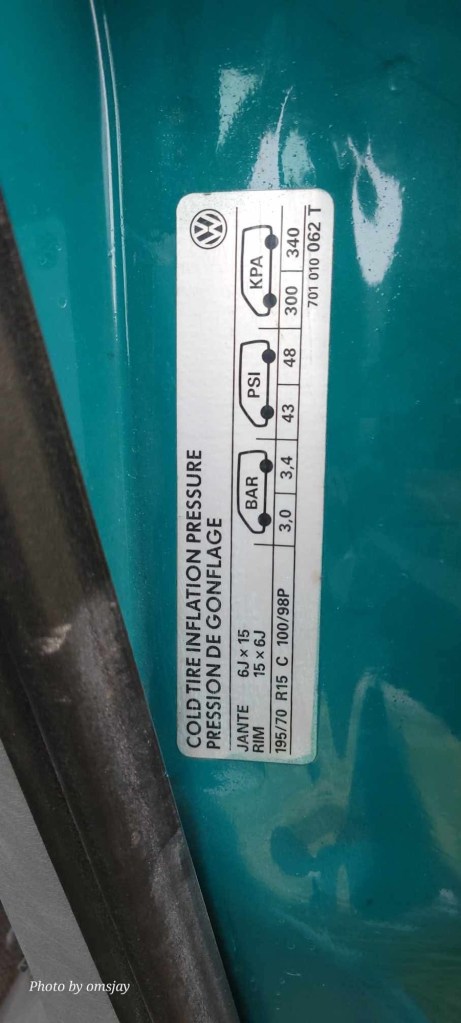 COLD TIRE INFLATION PRESSURE
PRESSION DE GONFLAGE
JANTE 6J x 15
RIM 15 x 6J
BAR PSI KPA
195/70 R15 C 100/98P 3,0 3,4 43 48 300 340
701 010 062 T
Photo by omsjay